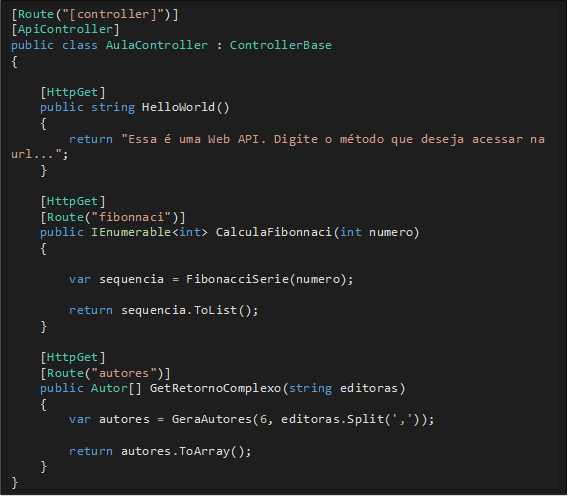 [Route("[controller]")]
[ApiController]
public class AulaController : ControllerBase
{
[HttpGet]
public string HelloWorld()
{
return "Essa é uma Web API. Digite o método que deseja acessar na
url...";
}
[HttpGet]
[Route("fibonnaci")]
public IEnumerable<int> CalculaFibonnaci(int numero)
{
var sequencia = FibonacciSerie(numero);
return sequencia.ToList();
}
[HttpGet]
[Route("autores")]
public Autor[] GetRetornoComplexo(string editoras)
{
var autores = GeraAutores(6, editoras.Split(','));
return autores.ToArray();
}
}